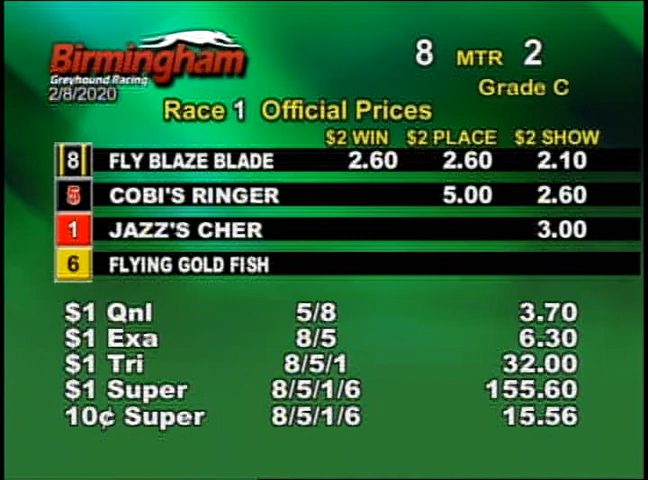 Birmingham
Greyhound Racing
2/8/2020
8 MTR 2
Grade C
Race 1 Official Prices
$2 WIN $2 PLACE $2 SHOW
8 FLY BLAZE BLADE 2.60 2.60 2.10
5 COBI'S RINGER 5.00 2.60
1 JAZZ'S CHER 3.00
6 FLYING GOLD FISH
$1 Qnl 5/8 3.70
$1 Exa 8/5 6.30
$1 Tri 8/5/1 32.00
$1 Super 8/5/1/6 155.60
10¢ Super 8/5/1/6 15.56